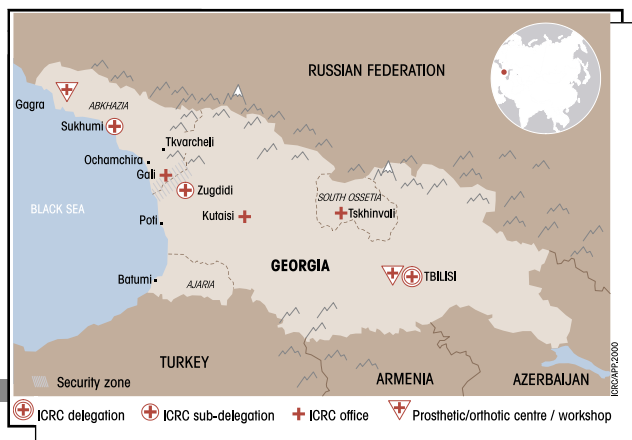 RUSSIAN FEDERATION
Gagra
ABKHAZIA
Sukhumi
Tkvarcheli
Ochamchira
Gali
Zugdidi
SOUTH OSSETIA
BLACK SEA
Poti
Kutaisi
Tskhinvali
GEORGIA
TBILISI
Batumi
AJARIA
TURKEY
ARMENIA
AZERBAIJAN
ICRC/APP.2000
Security zone
ICRC delegation
ICRC sub-delegation
ICRC office
Prosthetic/orthotic centre / workshop